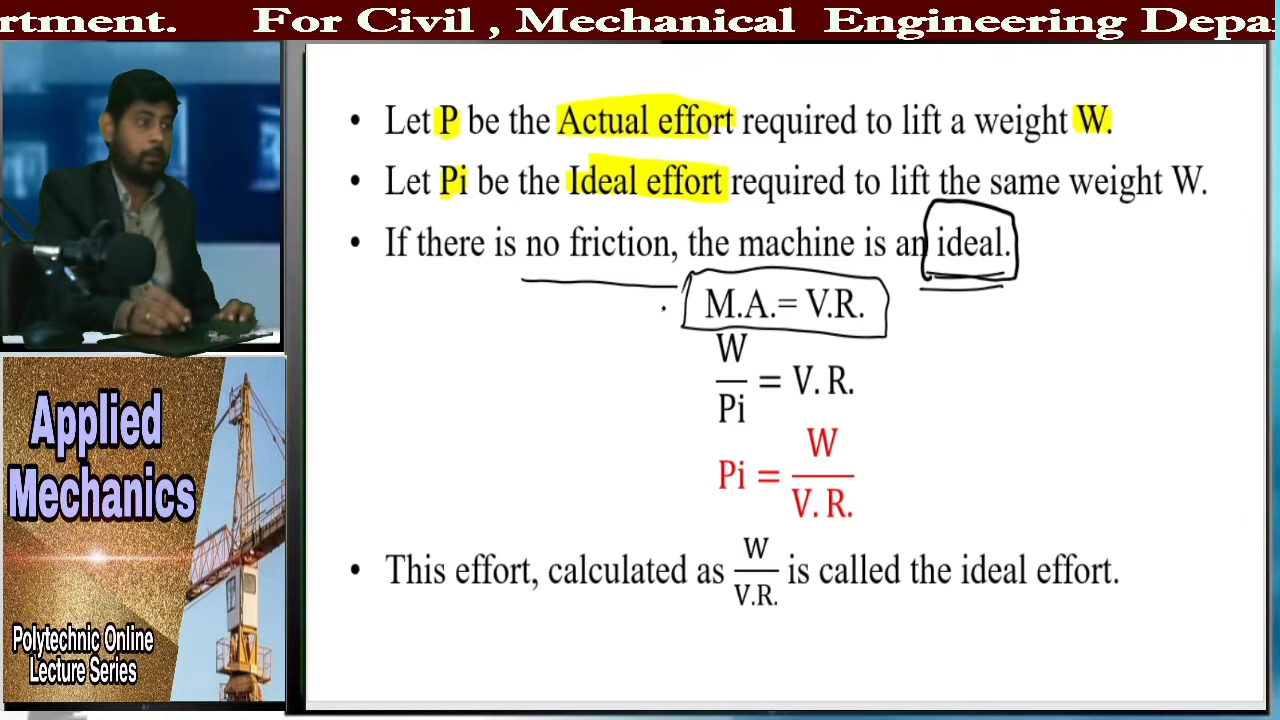 rtment. For Civil , Mechanical Engineering Depa
• Let P be the Actual effort required to lift a weight W.
• Let Pi be the Ideal effort required to lift the same weight W.
• If there is no friction, the machine is an ideal.
M.A.= V.R.
W
Pi
= V. R.
Pi =
W
V. R.
• This effort, calculated as W/V.R. is called the ideal effort.
Applied
Mechanics
Polytechnic Online
Lecture Series